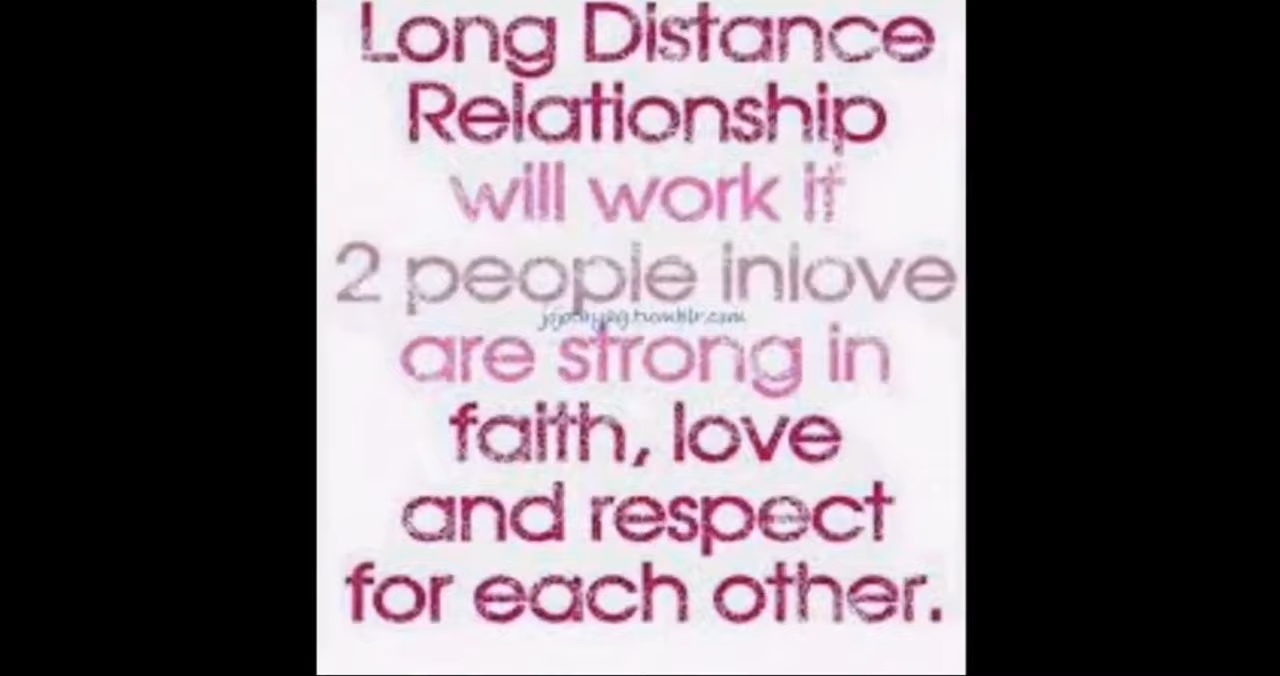 Long Distance
Relationship
will work if
2 people inlove
are strong in
faith, love
and respect
for each other.